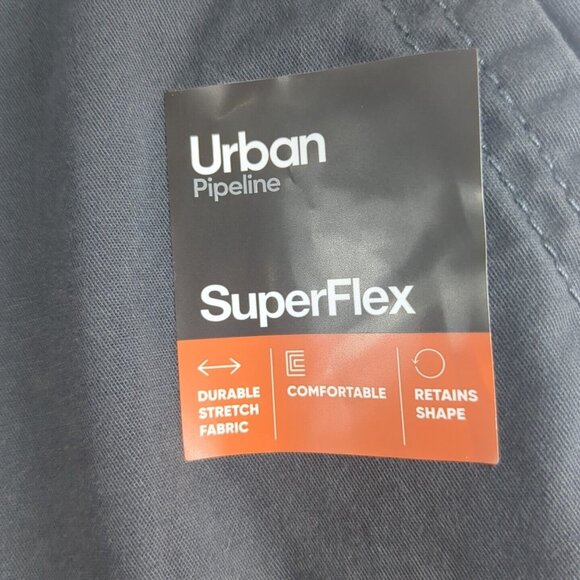 Urban
Pipeline
SuperFlex
DURABLE
STRETCH
FABRIC
COMFORTABLE
RETAINS
SHAPE